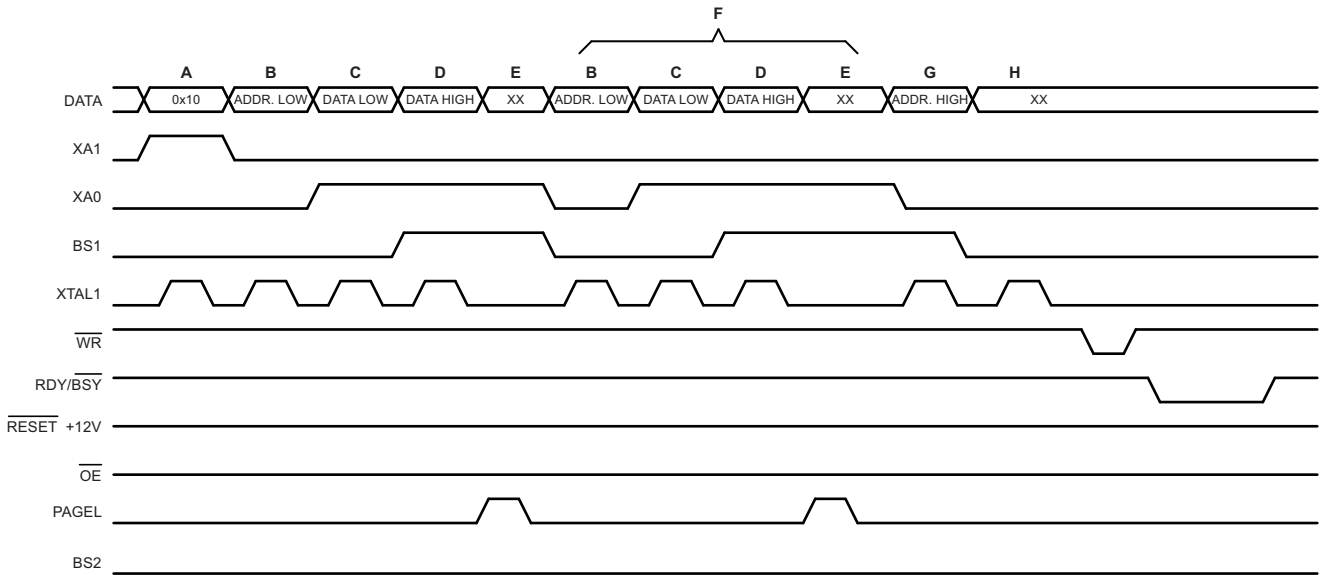 F
A B C D E B C D E G H
DATA 0x10 ADDR. LOW DATA LOW DATA HIGH XX ADDR. LOW DATA LOW DATA HIGH XX ADDR. HIGH XX
XA1
XA0
BS1
XTAL1
WR
RDY/BSY
RESET +12V
OE
PAGEL
BS2